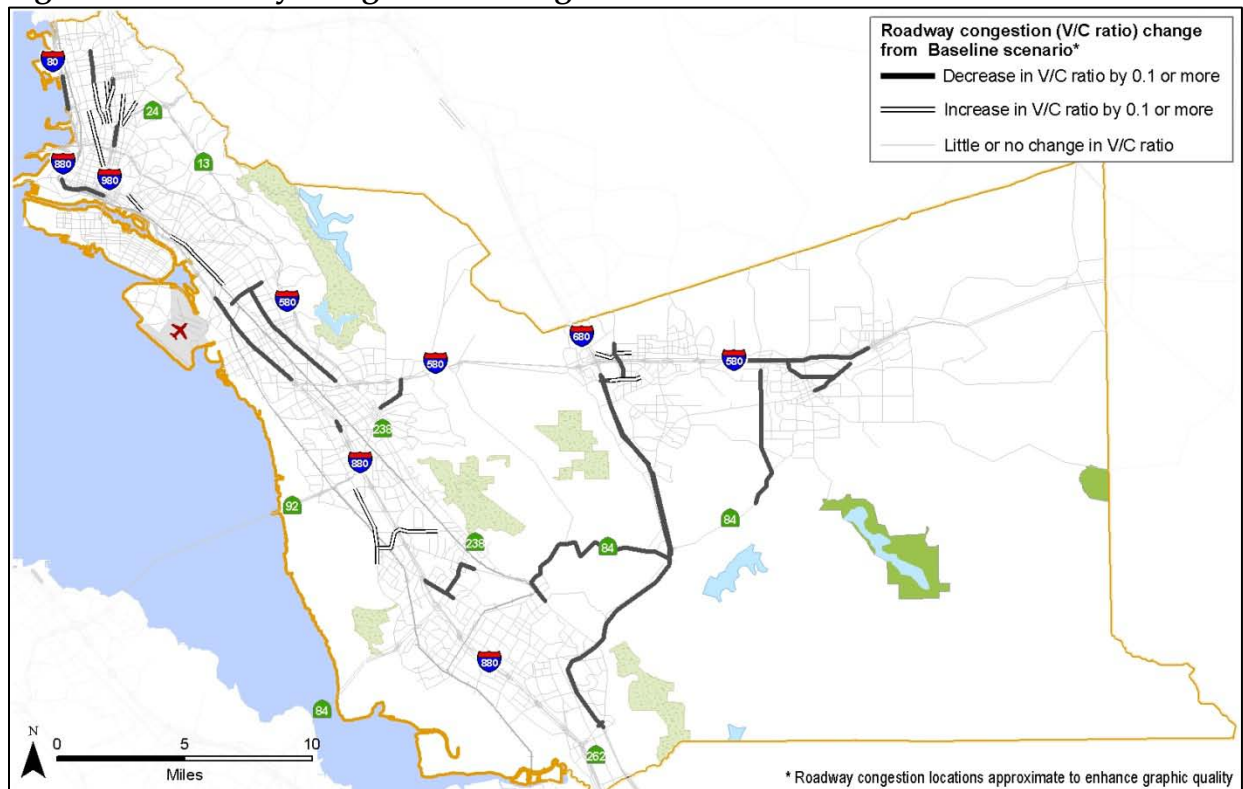 Roadway congestion (V/C ratio) change
from Baseline scenario*
Decrease in V/C ratio by 0.1 or more
Increase in V/C ratio by 0.1 or more
Little or no change in V/C ratio
80
24
13
880
980
580
680
580
580
238
880
92
238
84
84
880
84
262
N
0 5 10
Miles
* Roadway congestion locations approximate to enhance graphic quality